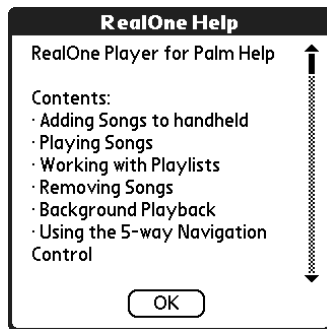 RealOne Help
RealOne Player for Palm Help
Contents:
· Adding Songs to handheld
· Playing Songs
· Working with Playlists
· Removing Songs
· Background Playback
· Using the 5-way Navigation
Control
OK